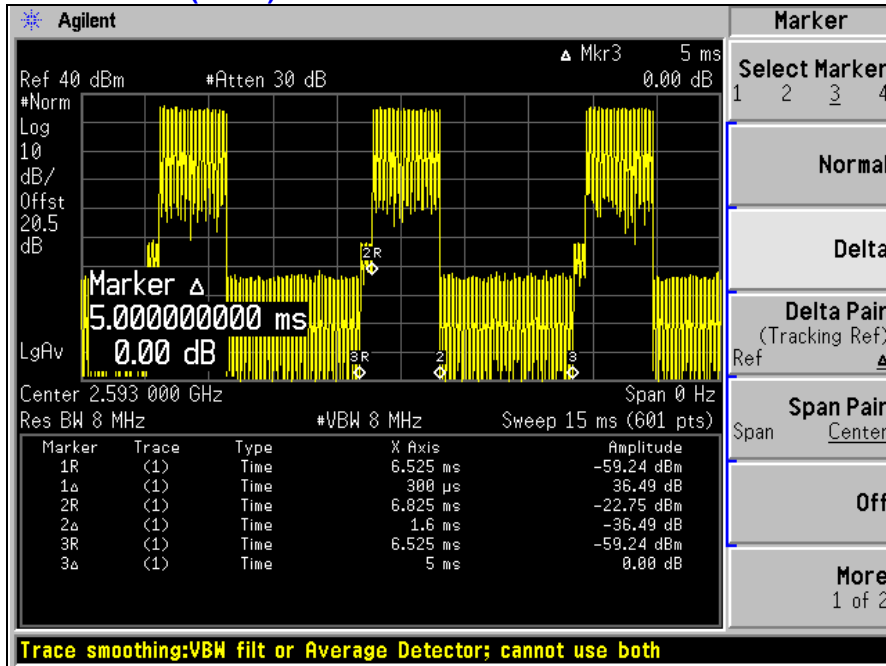 Agilent
Marker
Δ Mkr3 5 ms
Ref 40 dBm #Atten 30 dB 0.00 dB
#Norm
Log
10
dB/
Offst
20.5
dB
LgAv
2R
Marker Δ
5.000000000 ms
0.00 dB
3R 2 3
Center 2.593 000 GHz Span 0 Hz
Res BW 8 MHz #VBW 8 MHz Sweep 15 ms (601 pts)
Marker Trace Type X Axis Amplitude
1R (1) Time 6.525 ms -59.24 dBm
1Δ (1) Time 300 µs 36.49 dB
2R (1) Time 6.825 ms -22.75 dBm
2Δ (1) Time 1.6 ms -36.49 dB
3R (1) Time 6.525 ms -59.24 dBm
3Δ (1) Time 5 ms 0.00 dB
Select Marker
1 2 3 4
Normal
Delta
Delta Pair
(Tracking Ref)
Ref Δ
Span Pair
Span Center
Off
More
1 of 2
Trace smoothing:VBW filt or Average Detector; cannot use both